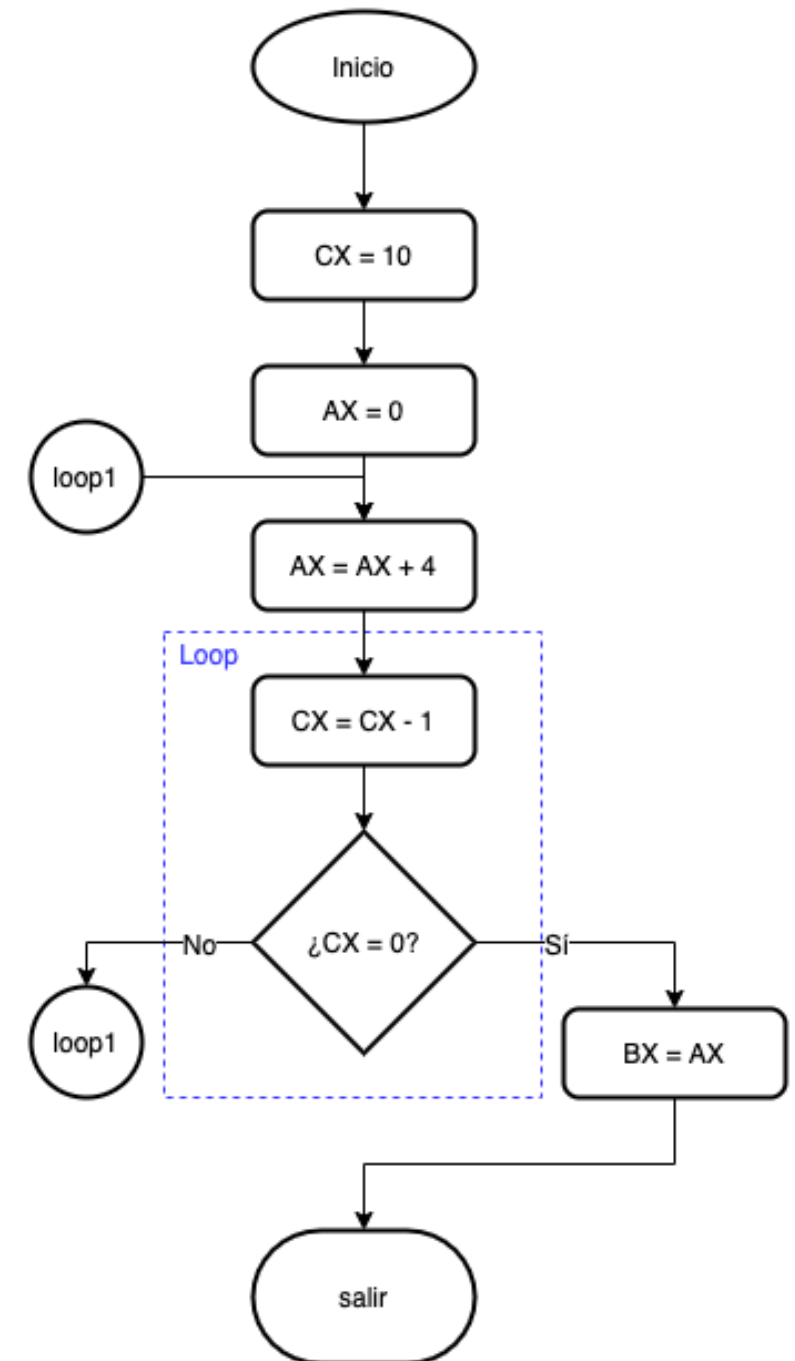 Inicio
CX = 10
AX = 0
loop1
AX = AX + 4
Loop
CX = CX - 1
¿CX = 0?
No
Sí
loop1
BX = AX
salir